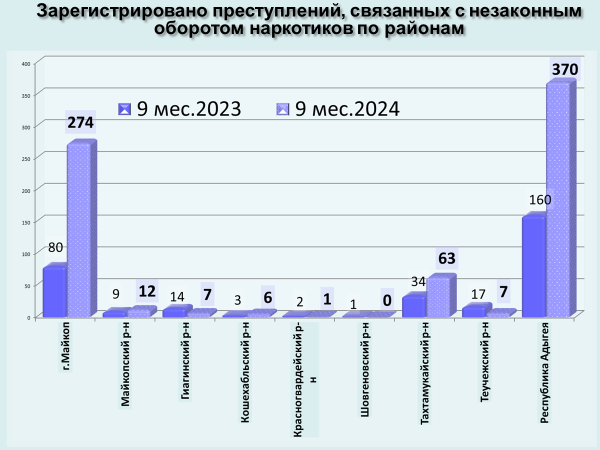 Зарегистрировано преступлений, связанных с незаконным
оборотом наркотиков по районам
9 мес.2023
9 мес.2024
400
350
300
250
200
150
100
50
0
80
274
9
12
14
7
3
6
2
1
1
0
34
63
17
7
160
370
г.Майкоп
Майкопский р-н
Гиагинский р-н
Кошехабльский р-н
Красногвардейский р-
н
Шовгеновский р-н
Тахтамукайский р-н
Теучежский р-н
Республика Адыгея